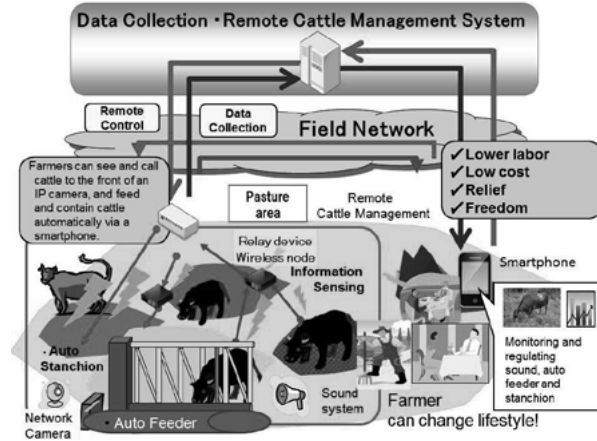 Data Collection・Remote Cattle Management System
Remote
Control
Data
Collection
Field Network
Farmers can see and call
cattle to the front of an
IP camera, and feed
and contain cattle
automatically via a
smartphone.
✓Lower labor
✓Low cost
✓Relief
✓Freedom
Pasture
area
Remote
Cattle Management
Relay device
Wireless node
Information
Sensing
Smartphone
・Auto
Stanchion
Monitoring and
regulating
sound, auto
feeder and
stanchion
Network
Camera
・Auto Feeder
Sound
system
Farmer
can change lifestyle!